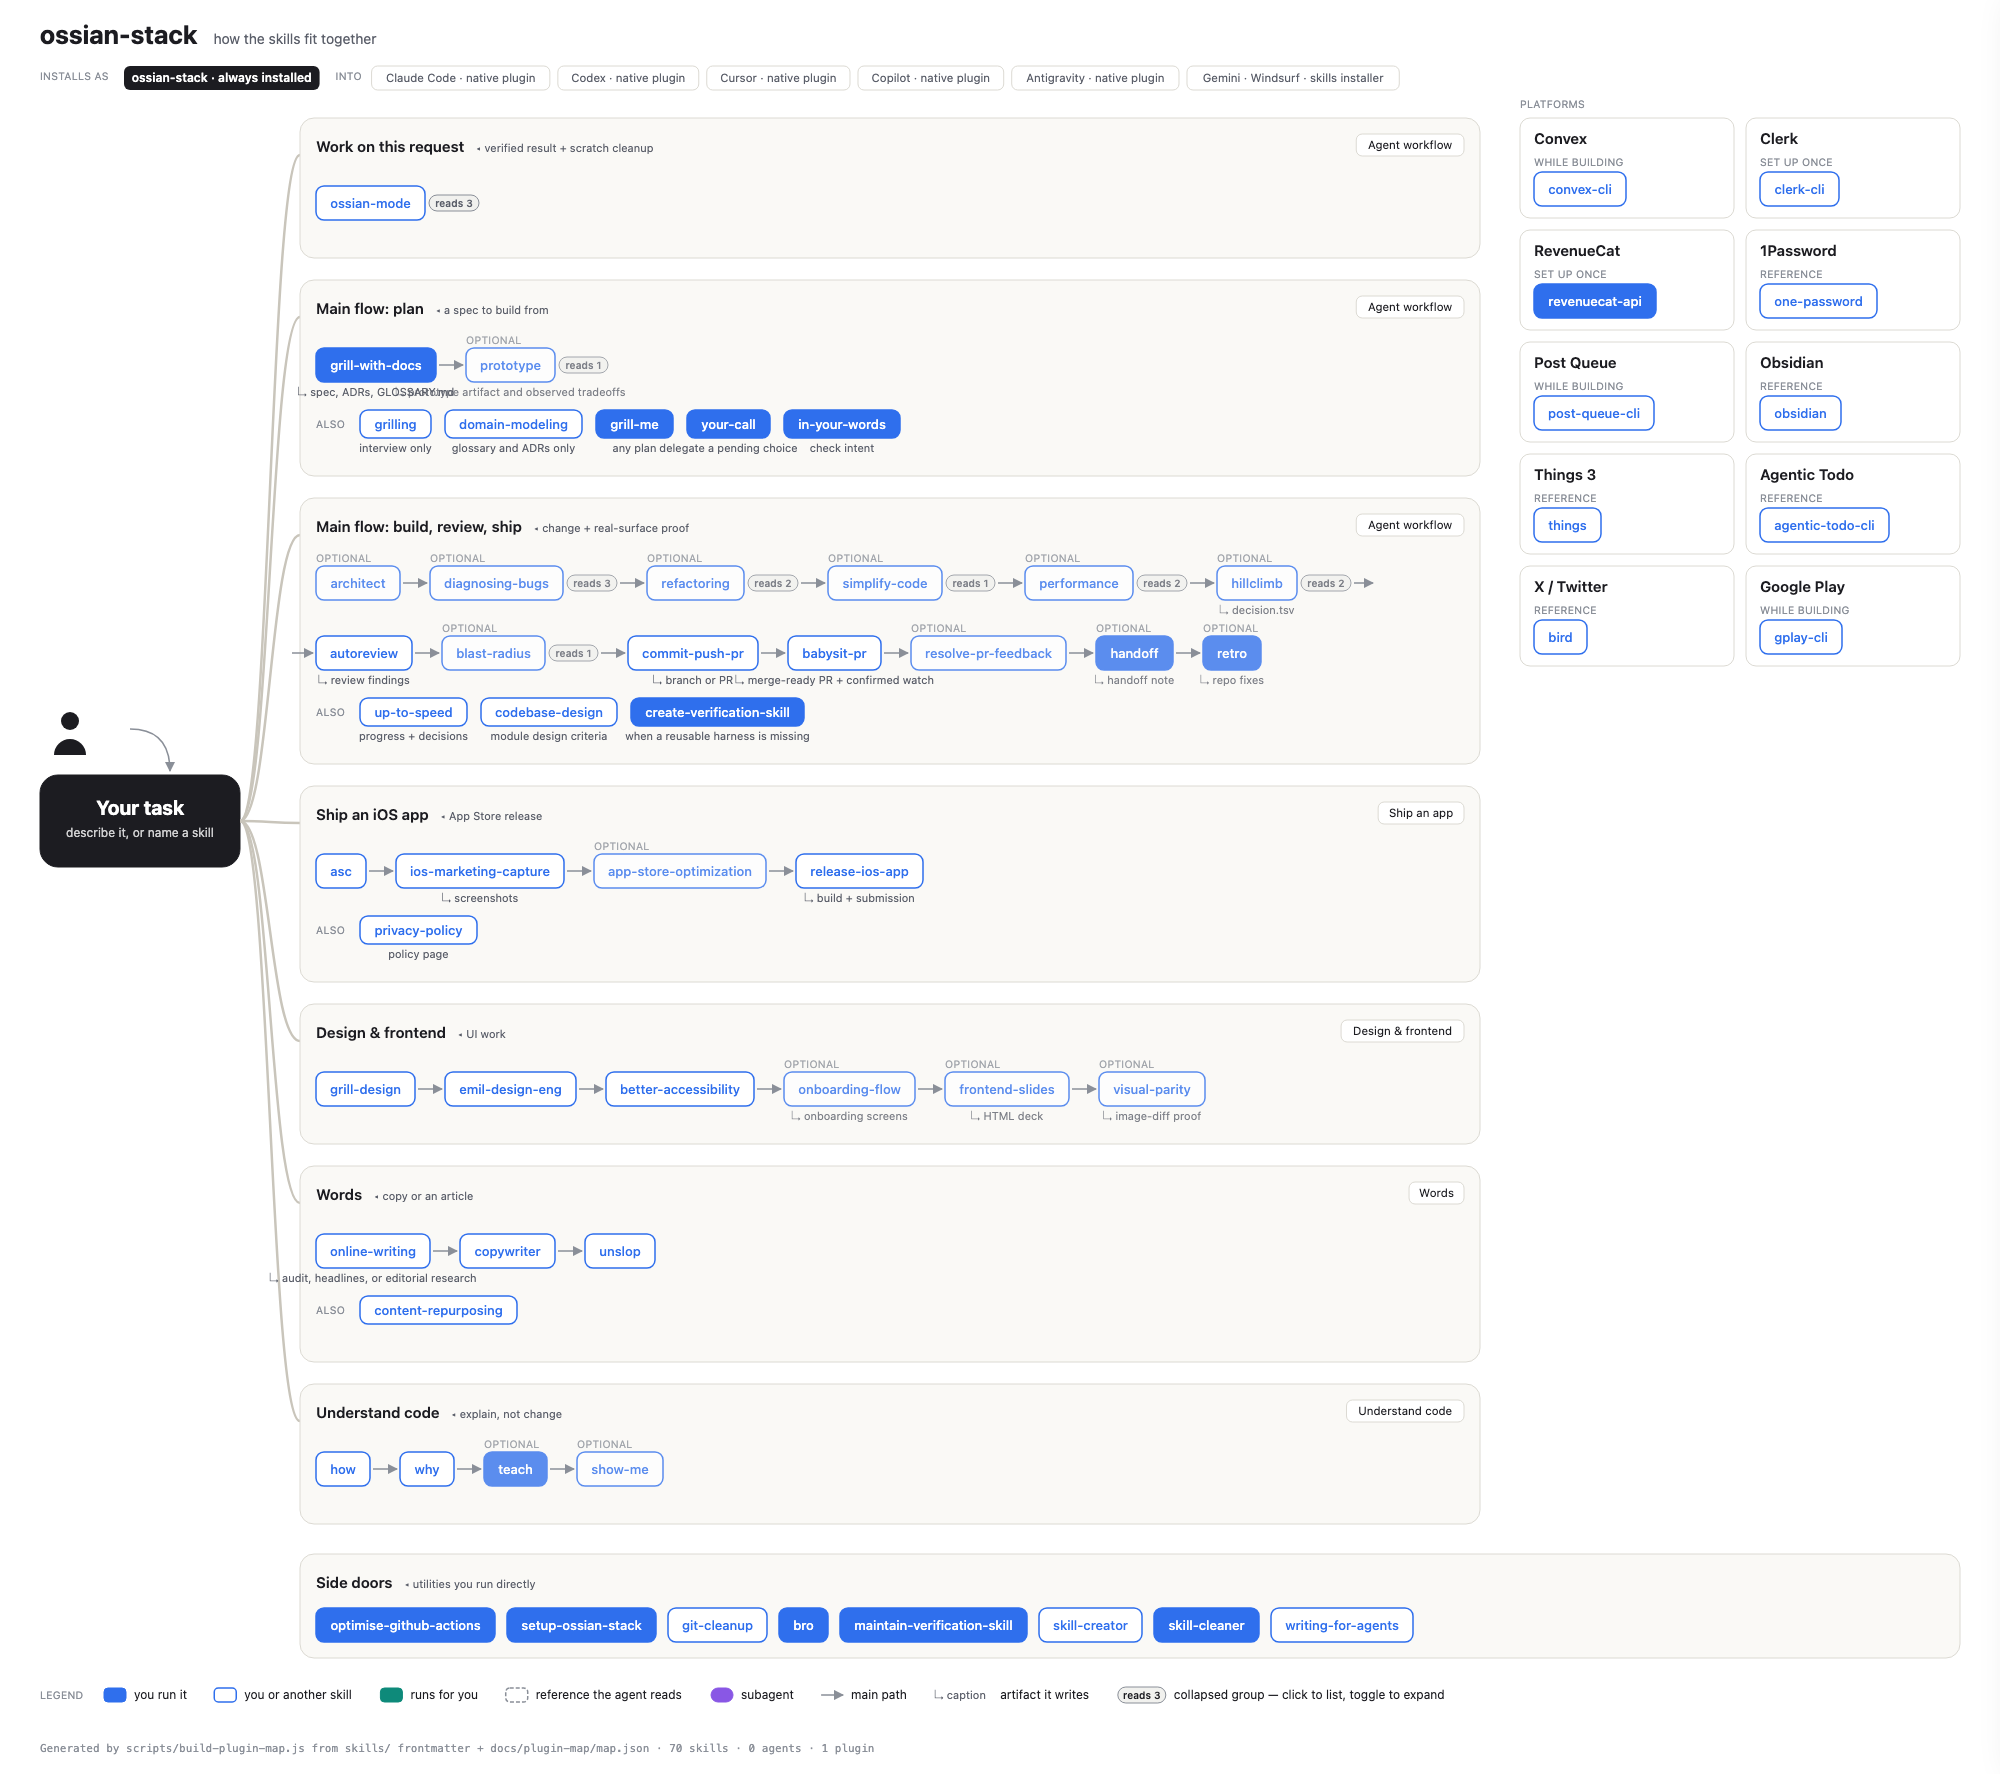 ossian-stack how the skills fit together
INSTALLS AS ossian-stack · always installed INTO Claude Code · native plugin Codex · native plugin Cursor · native plugin Copilot · native plugin Antigravity · native plugin Gemini · Windsurf · skills installer
Work on this request verified result + scratch cleanup Agent workflow
ossian-mode reads 3
Main flow: plan a spec to build from Agent workflow
OPTIONAL
grill-with-docs prototype reads 1
spec, ADRs, GLOSSARY.md artifact and observed tradeoffs
ALSO grilling domain-modeling grill-me your-call in-your-words
interview only glossary and ADRs only any plan delegate a pending choice check intent
Main flow: build, review, ship change + real-surface proof Agent workflow
OPTIONAL OPTIONAL OPTIONAL OPTIONAL OPTIONAL OPTIONAL
architect diagnosing-bugs reads 3 refactoring reads 2 simplify-code reads 1 performance reads 2 hillclimb reads 2
decision.tsv
OPTIONAL OPTIONAL OPTIONAL OPTIONAL
autoreview blast-radius reads 1 commit-push-pr babysit-pr resolve-pr-feedback handoff retro
review findings branch or PR merge-ready PR + confirmed watch handoff note repo fixes
ALSO up-to-speed codebase-design create-verification-skill
progress + decisions module design criteria when a reusable harness is missing
Your task
describe it, or name a skill
Ship an iOS app App Store release Ship an app
OPTIONAL
asc ios-marketing-capture app-store-optimization release-ios-app
screenshots build + submission
ALSO privacy-policy
policy page
Design & frontend UI work Design & frontend
OPTIONAL OPTIONAL OPTIONAL
grill-design emil-design-eng better-accessibility onboarding-flow frontend-slides visual-parity
onboarding screens HTML deck image-diff proof
Words copy or an article Words
online-writing copywriter unslop
audit, headlines, or editorial research
ALSO content-repurposing
Understand code explain, not change Understand code
OPTIONAL OPTIONAL
how why teach show-me
PLATFORMS
Convex Clerk
WHILE BUILDING SET UP ONCE
convex-cli clerk-cli
RevenueCat 1Password
SET UP ONCE REFERENCE
revenuecat-api one-password
Post Queue Obsidian
WHILE BUILDING REFERENCE
post-queue-cli obsidian
Things 3 Agentic Todo
REFERENCE REFERENCE
things agentic-todo-cli
X / Twitter Google Play
REFERENCE WHILE BUILDING
bird gplay-cli
Side doors utilities you run directly
optimise-github-actions setup-ossian-stack git-cleanup bro maintain-verification-skill skill-creator skill-cleaner writing-for-agents
LEGEND you run it you or another skill runs for you reference the agent reads subagent main path caption artifact it writes reads 3 collapsed group — click to list, toggle to expand
Generated by scripts/build-plugin-map.js from skills/ frontmatter + docs/plugin-map/map.json · 70 skills · 0 agents · 1 plugin